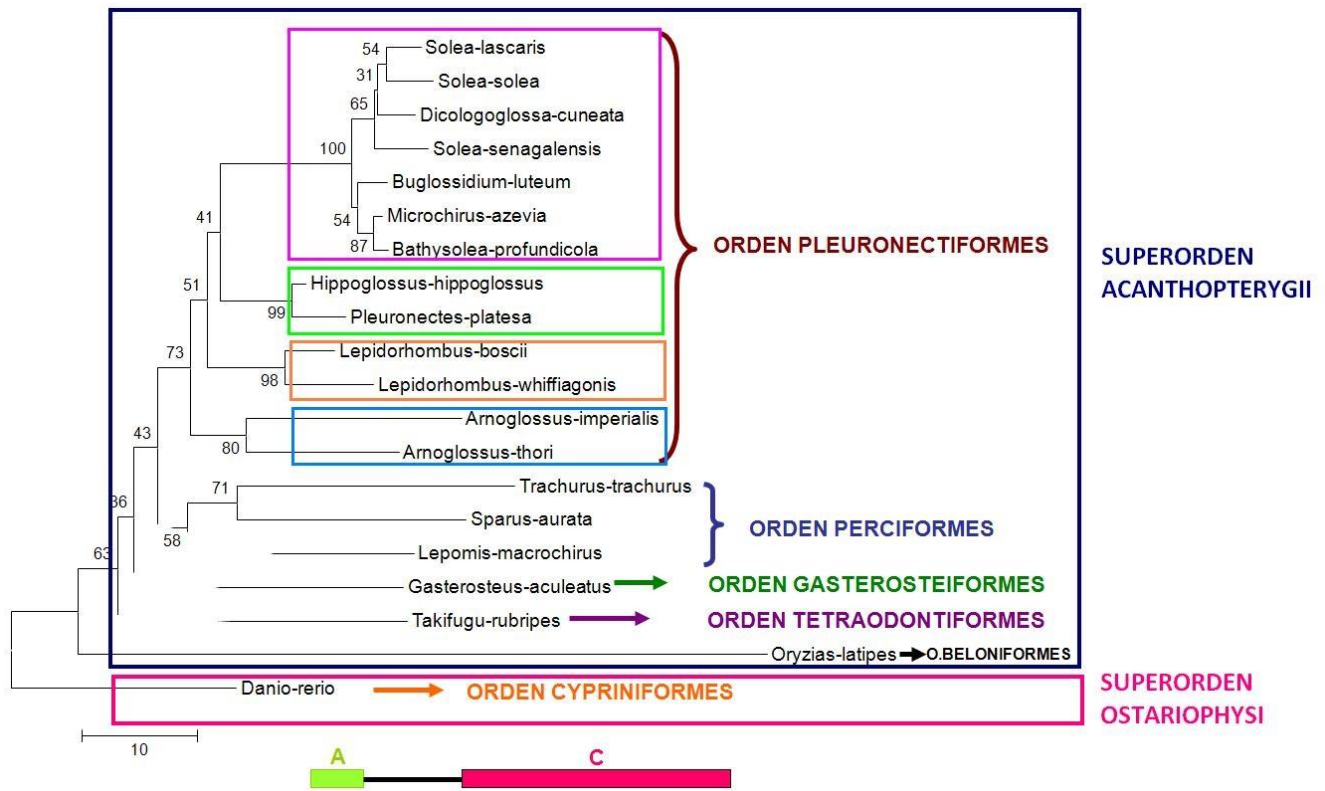 54
Solea-lascaris
31
Solea-solea
65
Dicologoglossa-cuneata
Solea-senagalensis
100
Buglossidium-luteum
54
Microchirus-azevia
87
Bathysolea-profundicola
41
ORDEN PLEURONECTIFORMES
SUPERORDEN
ACANTHOPTERYGII
51
Hippoglossus-hippoglossus
99
Pleuronectes-platesa
73
Lepidorhombus-boscii
98
Lepidorhombus-whiffiagonis
43
Arnoglossus-imperialis
80
Arnoglossus-thori
71
Trachurus-trachurus
36
Sparus-aurata
ORDEN PERCIFORMES
58
63
Lepomis-macrochirus
Gasterosteus-aculeatus
ORDEN GASTEROSTEIFORMES
Takifugu-rubripes
ORDEN TETRAODONTIFORMES
Oryzias-latipes
O.BELONIFORMES
Danio-rerio
ORDEN CYPRINIFORMES
SUPERORDEN
OSTARIOPHYSI
10
A
C